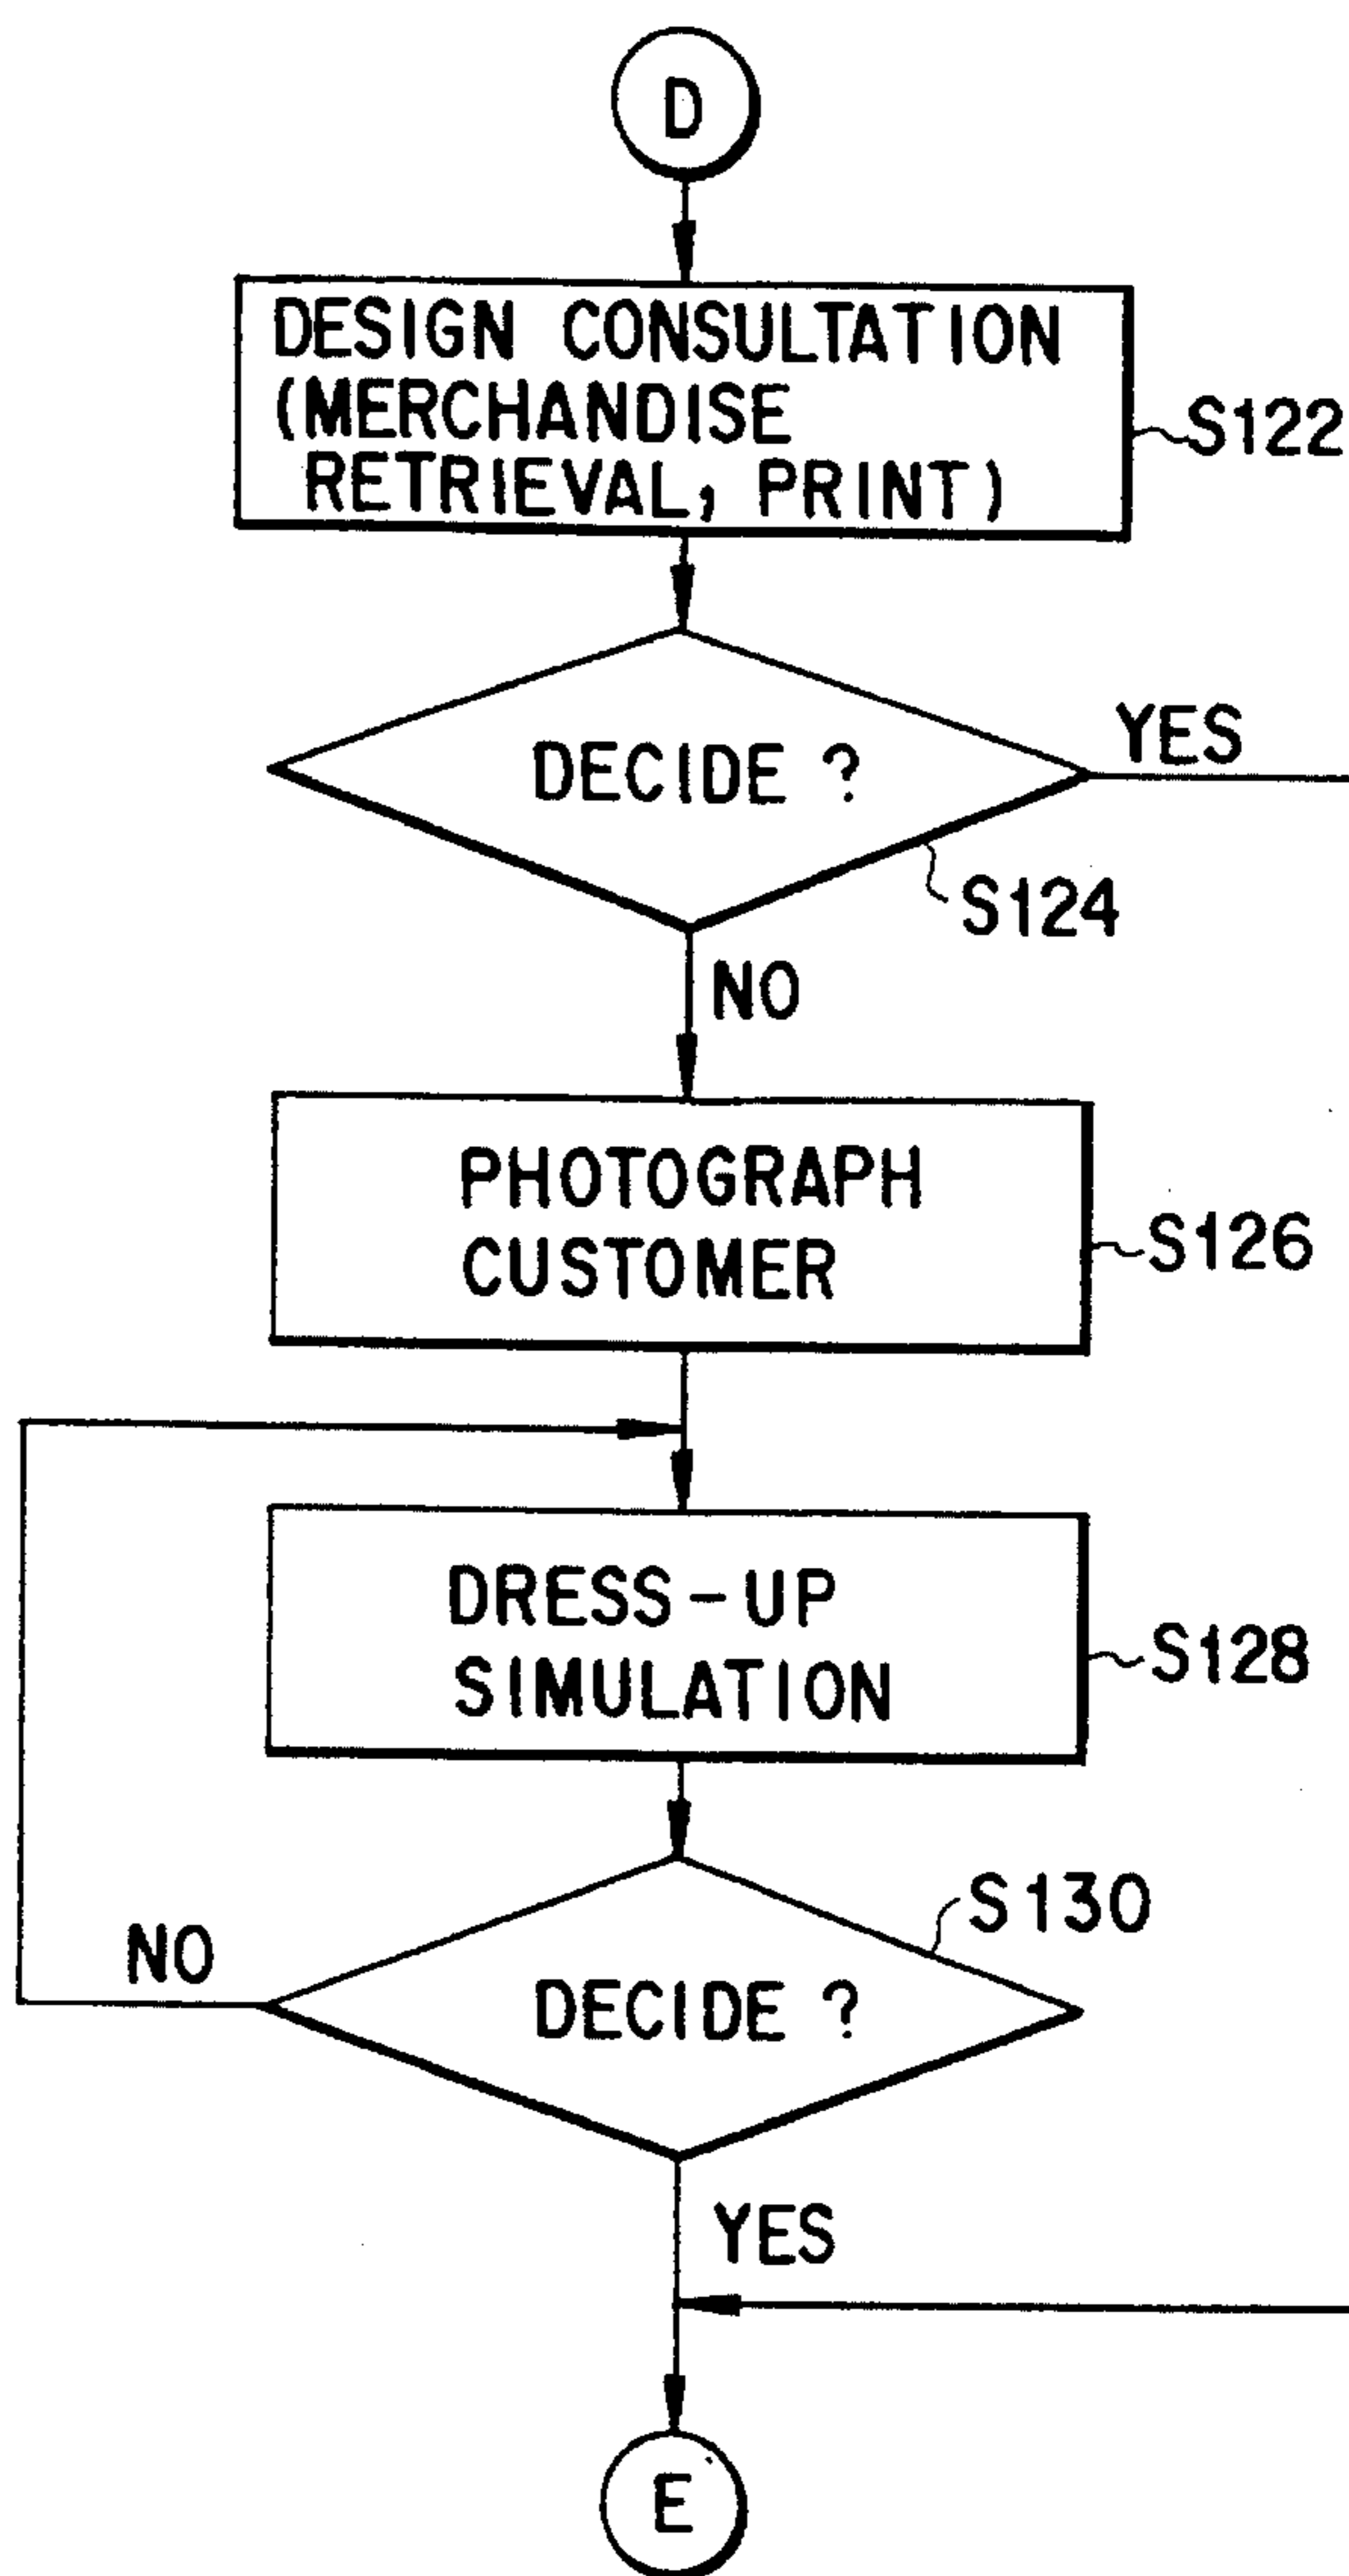 D
DESIGN CONSULTATION
(MERCHANDISE
RETRIEVAL, PRINT)
S122
DECIDE ?
YES
S124
NO
PHOTOGRAPH
CUSTOMER
S126
DRESS-UP
SIMULATION
S128
S130
NO
DECIDE ?
YES
E